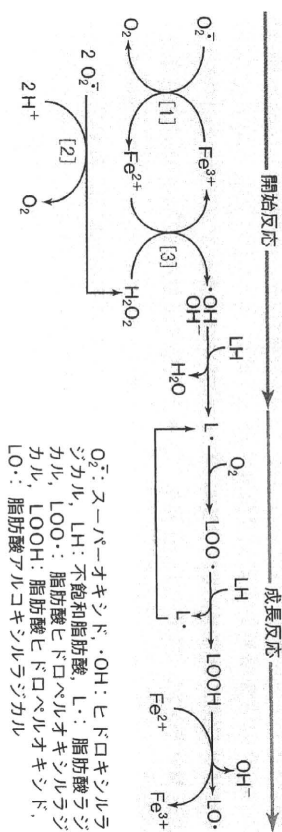 開始反応
成長反応
O₂⨪
O₂
[1]
Fe³⁺
Fe²⁺
[3]
·OH
OH⁻
H₂O₂
2 O₂⨪
2H⁺
[2]
O₂
LH
H₂O
L·
O₂
LOO·
LH
L·
LOOH
Fe²⁺
Fe³⁺
OH⁻
LO·
O₂⨪: スーパーオキシド, ·OH: ヒドロキシルラ
ジカル, LH: 不飽和脂肪酸, L·: 脂肪酸ラジ
カル, LOO·: 脂肪酸ヒドロペルオキシルラジ
カル, LOOH: 脂肪酸ヒドロペルオキシド,
LO·: 脂肪酸アルコキシルラジカル